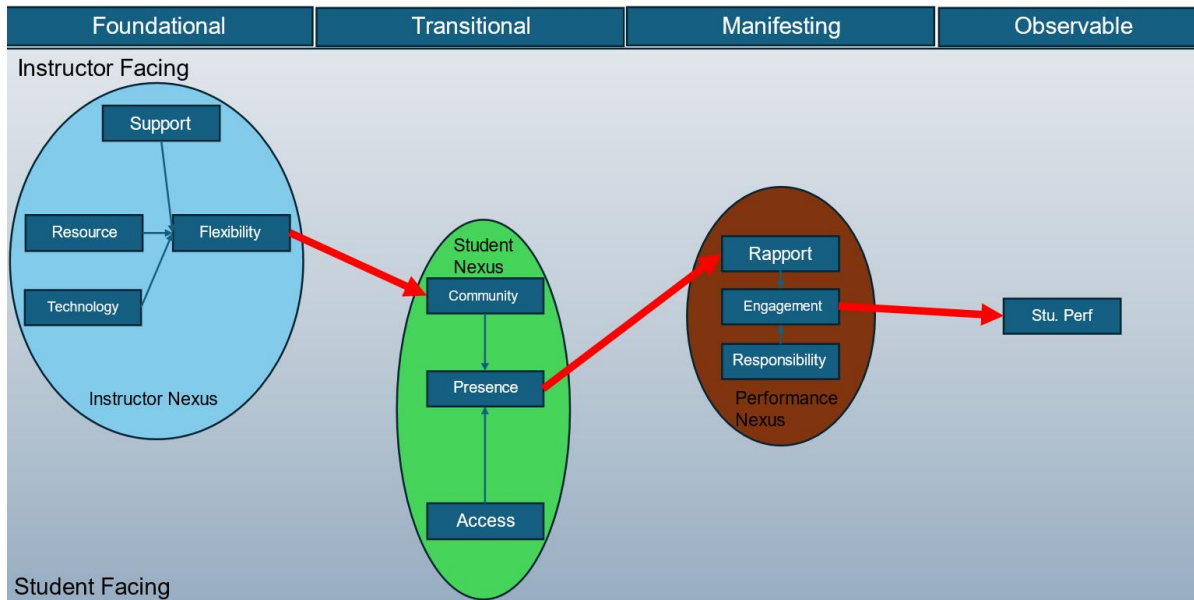 Foundational
Transitional
Manifesting
Observable
Instructor Facing
Support
Resource
Flexibility
Technology
Instructor Nexus
Student
Nexus
Community
Presence
Access
Rapport
Engagement
Responsibility
Performance
Nexus
Stu. Perf
Student Facing